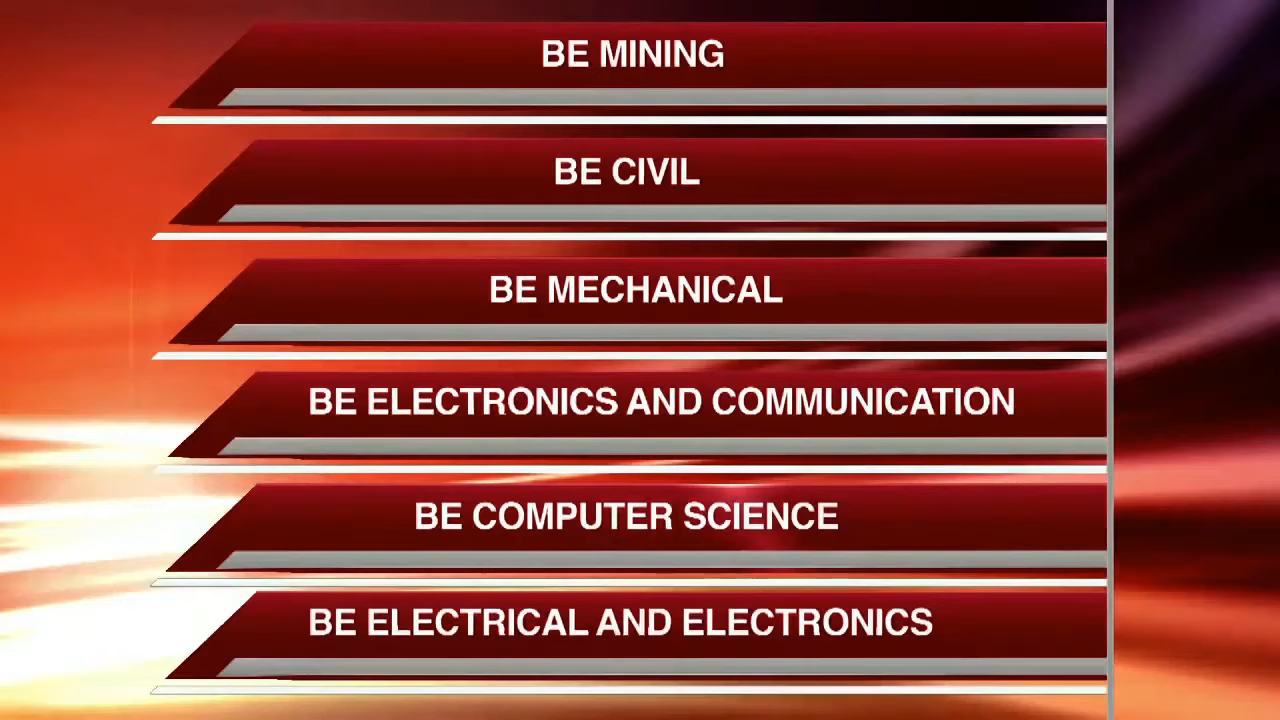 BE MINING
BE CIVIL
BE MECHANICAL
BE ELECTRONICS AND COMMUNICATION
BE COMPUTER SCIENCE
BE ELECTRICAL AND ELECTRONICS